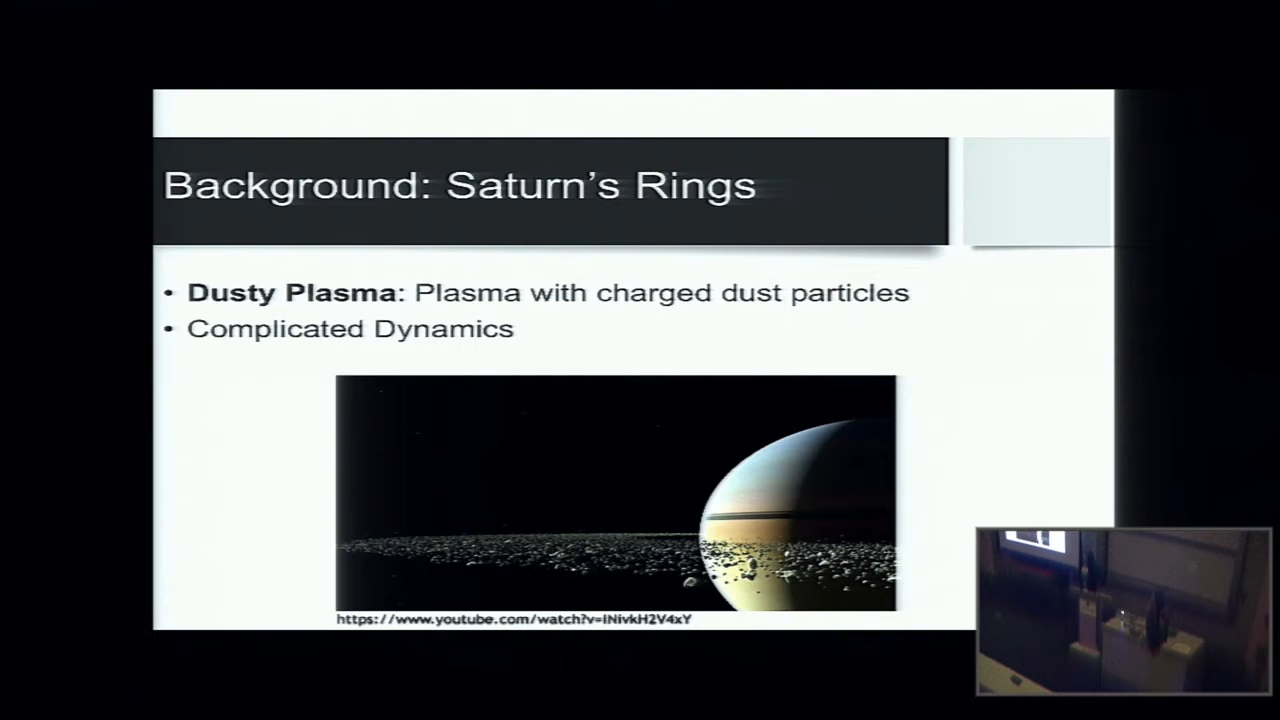 Background: Saturn's Rings
• Dusty Plasma: Plasma with charged dust particles
• Complicated Dynamics
https://www.youtube.com/watch?v=INivkH2V4xY